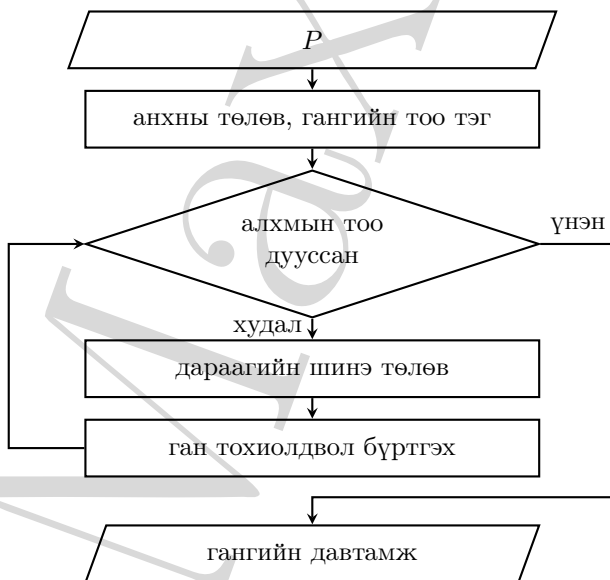 P
анхны төлөв, гангийн тоо тэг
алхмын тоо
дууссан
үнэн
худал
дараагийн шинэ төлөв
ган тохиолдвол бүртгэх
гангийн давтамж